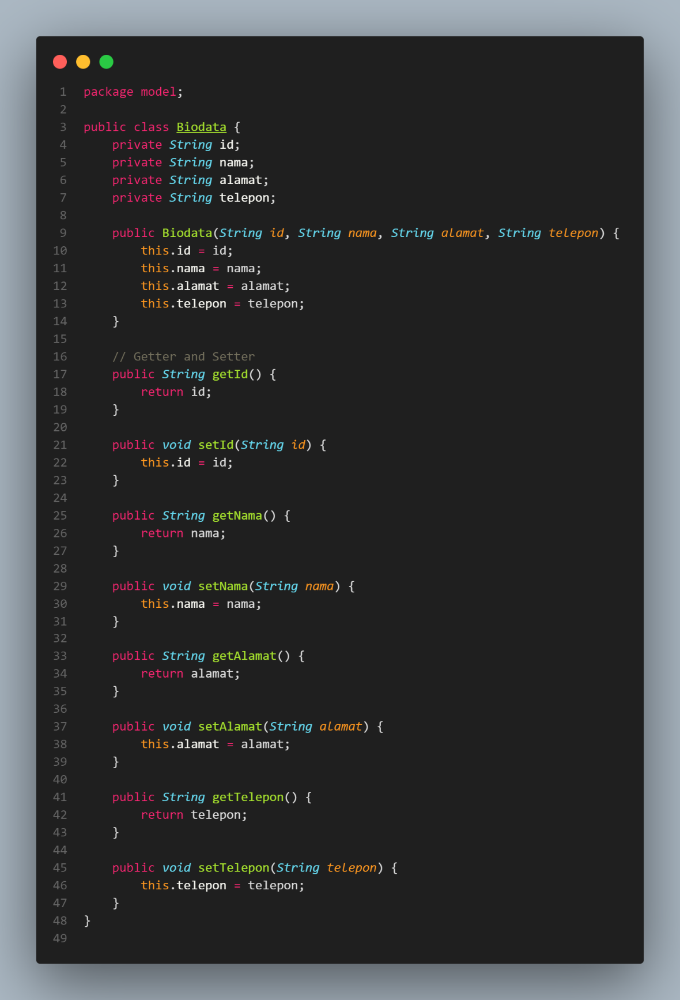 1 package model;
2
3 public class Biodata {
4     private String id;
5     private String nama;
6     private String alamat;
7     private String telepon;
8
9     public Biodata(String id, String nama, String alamat, String telepon) {
10         this.id = id;
11         this.nama = nama;
12         this.alamat = alamat;
13         this.telepon = telepon;
14     }
15
16     // Getter and Setter
17     public String getId() {
18         return id;
19     }
20
21     public void setId(String id) {
22         this.id = id;
23     }
24
25     public String getNama() {
26         return nama;
27     }
28
29     public void setNama(String nama) {
30         this.nama = nama;
31     }
32
33     public String getAlamat() {
34         return alamat;
35     }
36
37     public void setAlamat(String alamat) {
38         this.alamat = alamat;
39     }
40
41     public String getTelepon() {
42         return telepon;
43     }
44
45     public void setTelepon(String telepon) {
46         this.telepon = telepon;
47     }
48 }
49